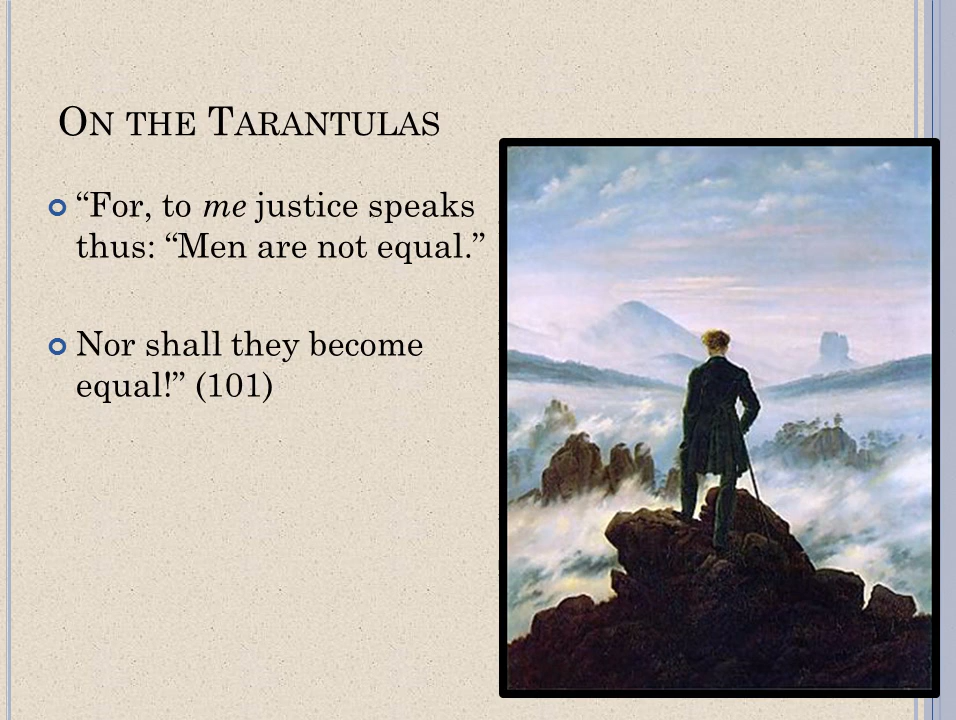 ON THE TARANTULAS
“For, to me justice speaks
thus: “Men are not equal.”
Nor shall they become
equal!” (101)